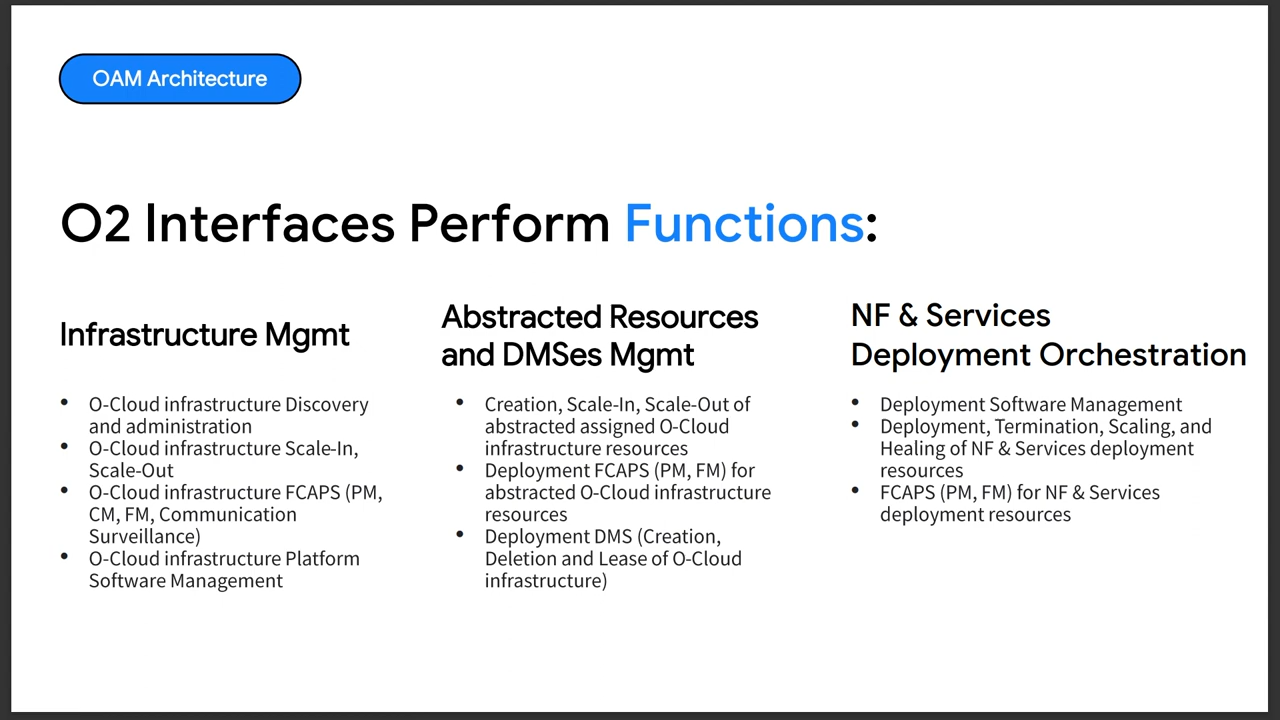 OAM Architecture
O2 Interfaces Perform Functions:
Infrastructure Mgmt
• O-Cloud infrastructure Discovery
and administration
• O-Cloud infrastructure Scale-In,
Scale-Out
• O-Cloud infrastructure FCAPS (PM,
CM, FM, Communication
Surveillance)
• O-Cloud infrastructure Platform
Software Management
Abstracted Resources
and DMSes Mgmt
• Creation, Scale-In, Scale-Out of
abstracted assigned O-Cloud
infrastructure resources
• Deployment FCAPS (PM, FM) for
abstracted O-Cloud infrastructure
resources
• Deployment DMS (Creation,
Deletion and Lease of O-Cloud
infrastructure)
NF & Services
Deployment Orchestration
• Deployment Software Management
• Deployment, Termination, Scaling, and
Healing of NF & Services deployment
resources
• FCAPS (PM, FM) for NF & Services
deployment resources